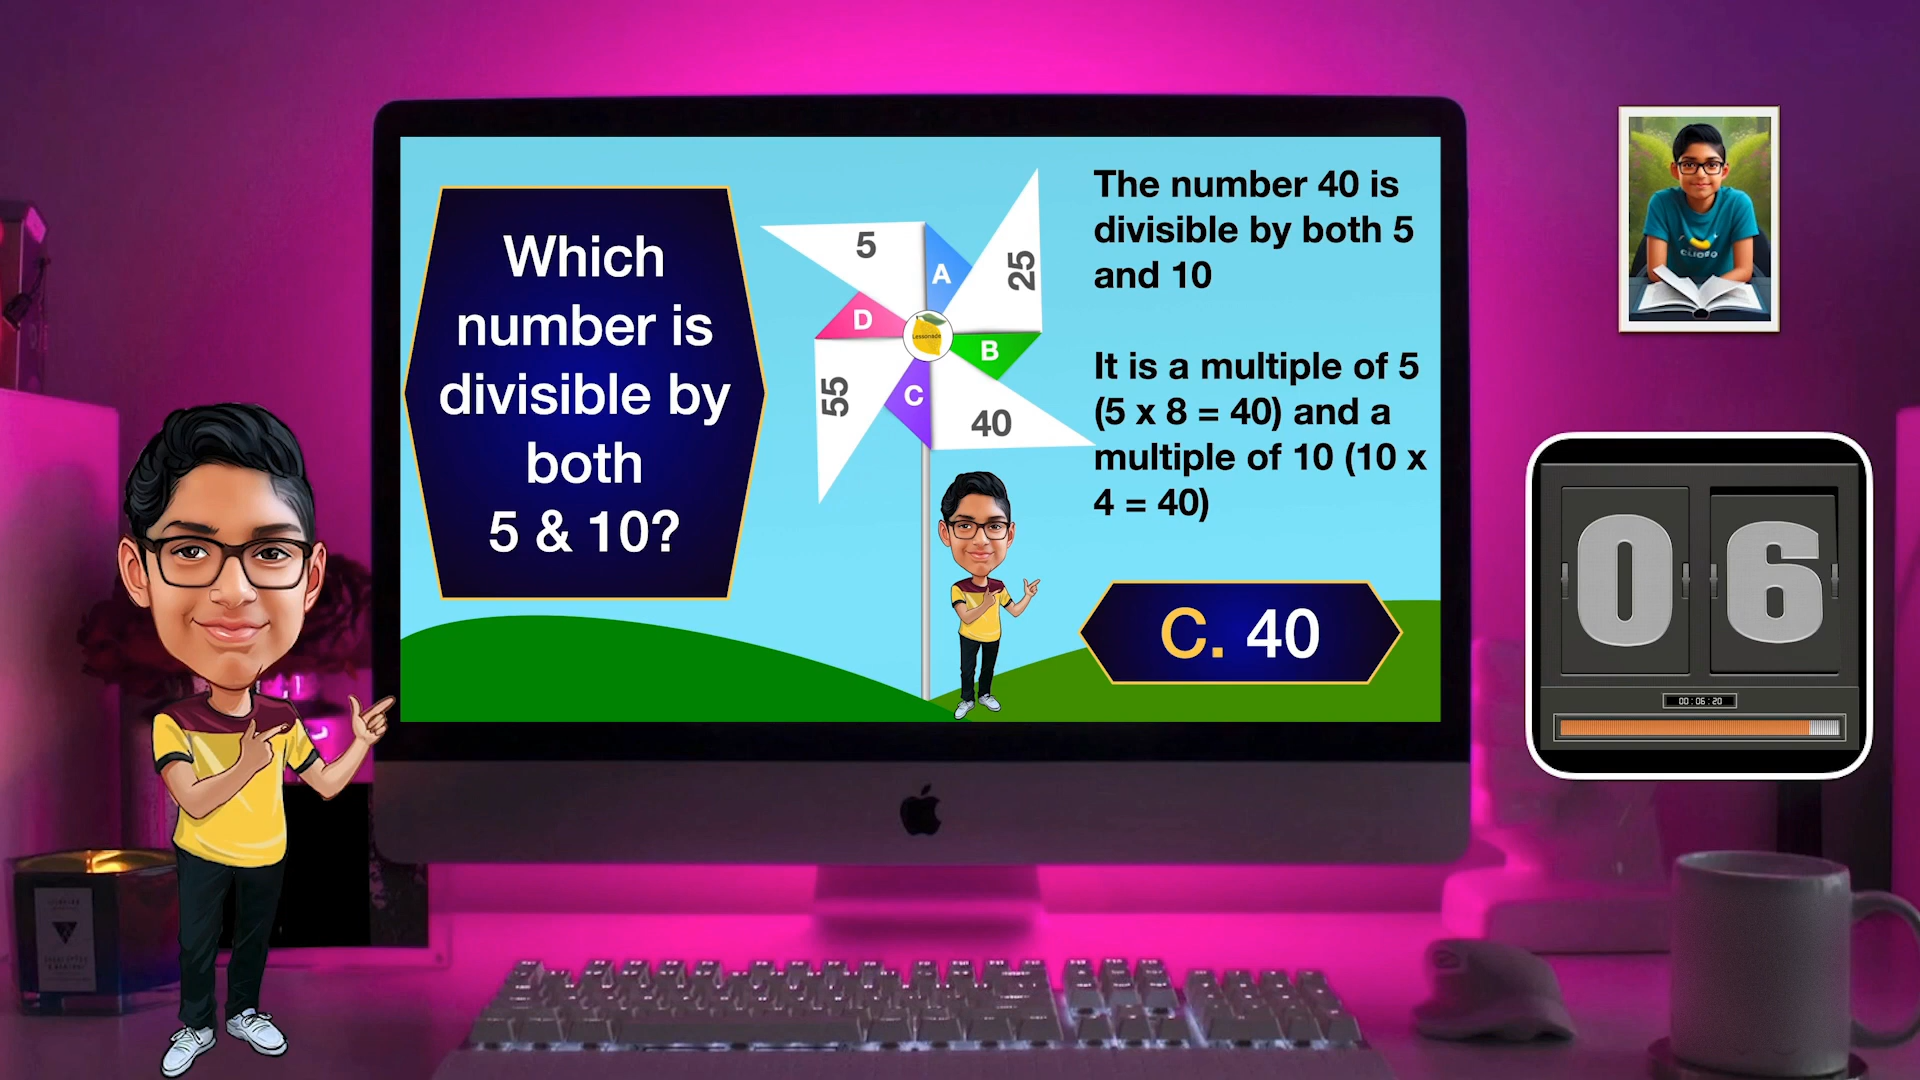 Which
number is
divisible by
both
5 & 10?
5
A
25
D
Lessonade
B
55
C
40
The number 40 is
divisible by both 5
and 10
It is a multiple of 5
(5 x 8 = 40) and a
multiple of 10 (10 x
4 = 40)
C. 40
06
00:06:20